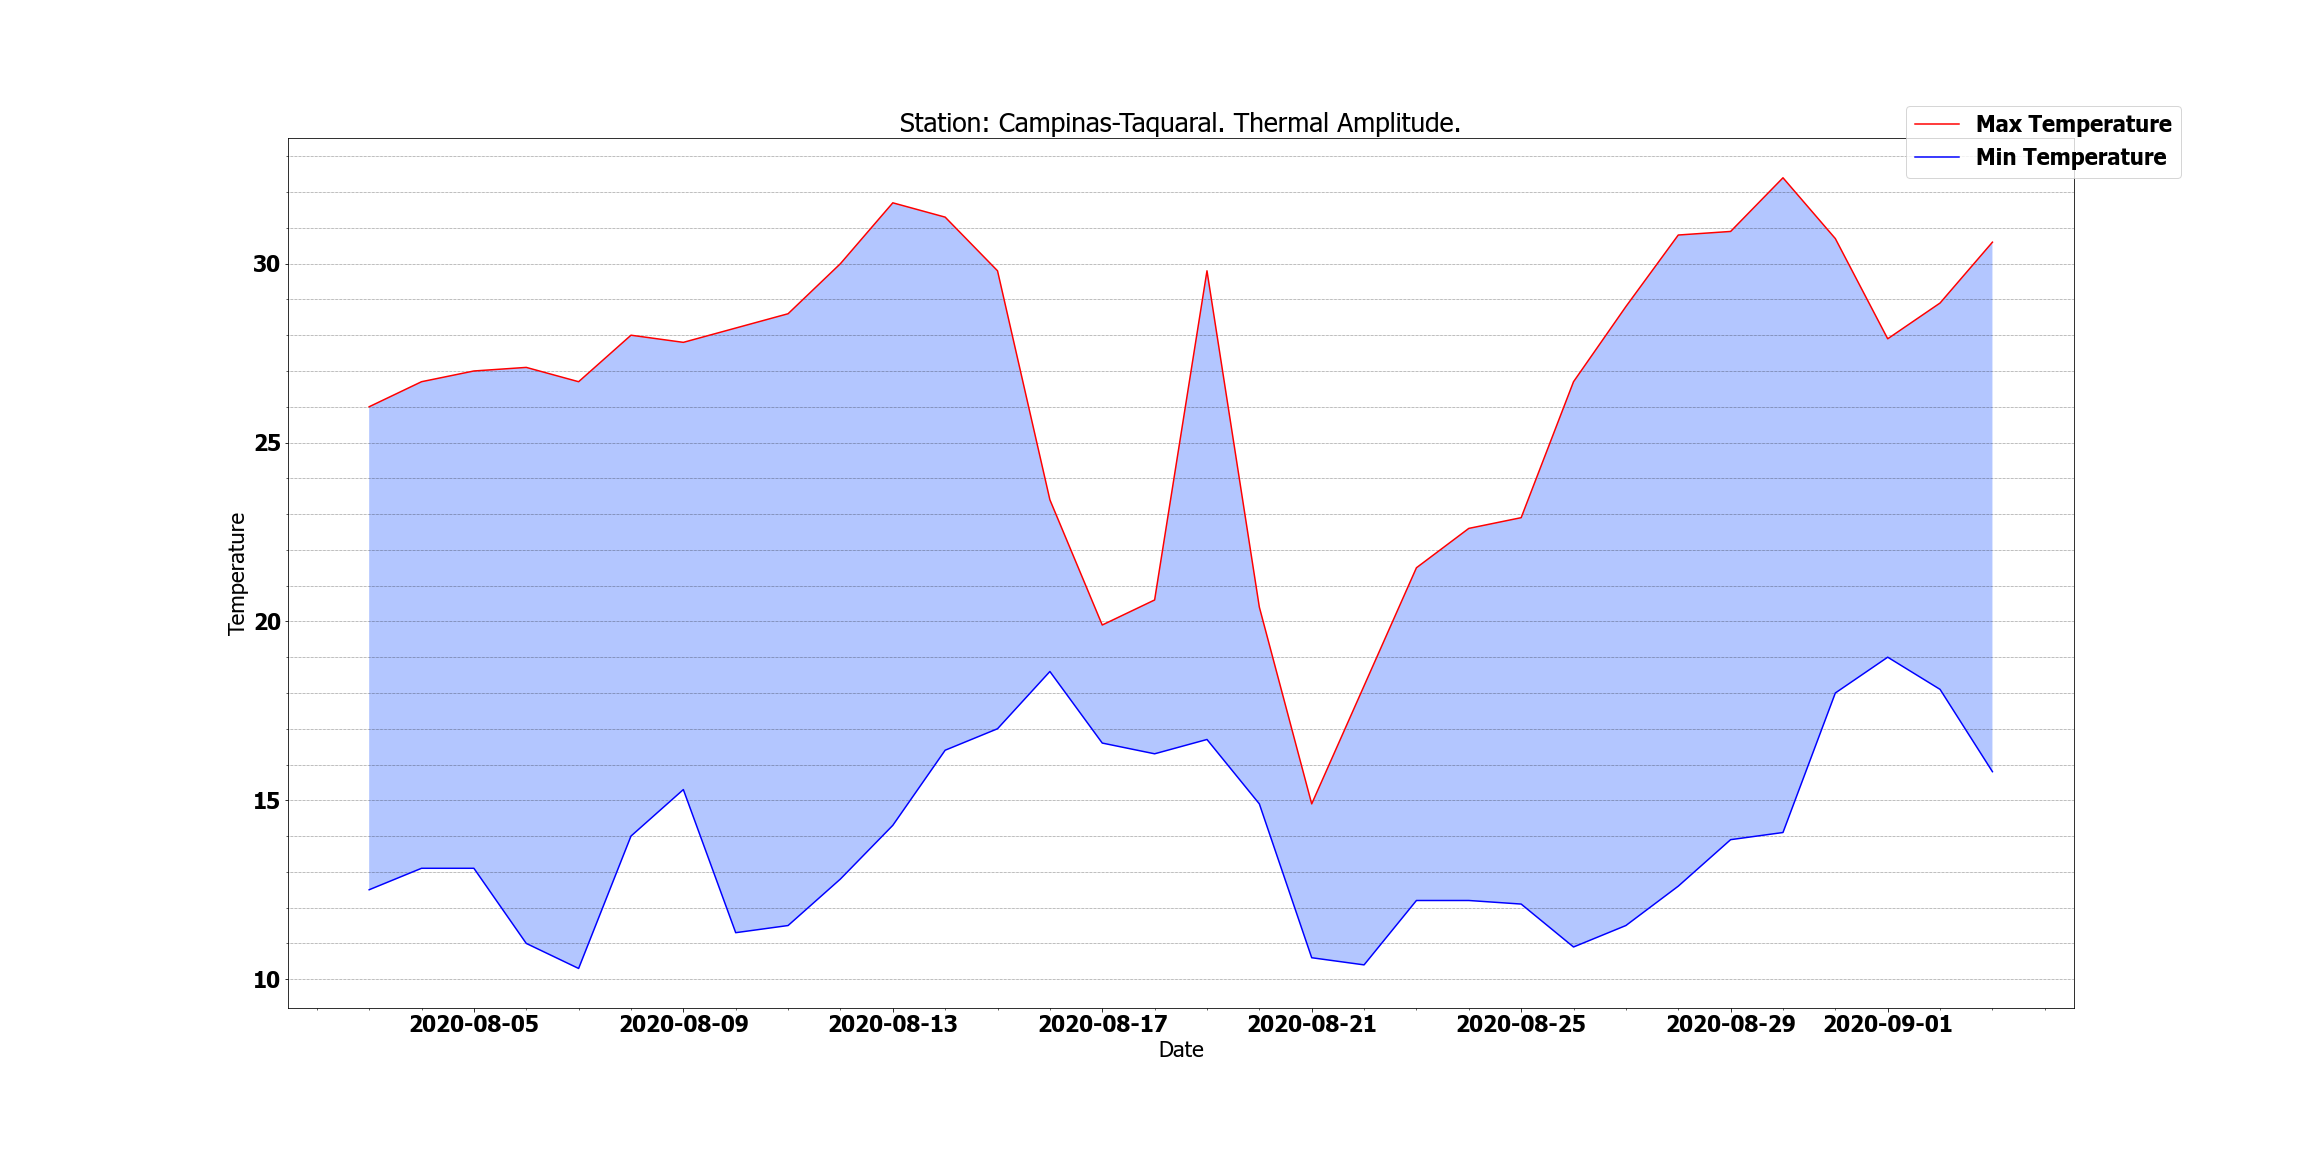 Station: Campinas-Taquaral. Thermal Amplitude.
Max Temperature
Min Temperature
30
25
20
15
10
Temperature
2020-08-05 2020-08-09 2020-08-13 2020-08-17 2020-08-21 2020-08-25 2020-08-29 2020-09-01
Date